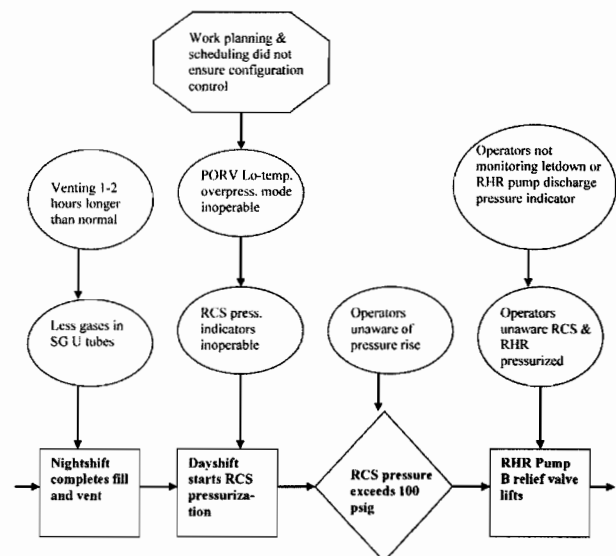 Work planning &
scheduling did not
ensure configuration
control
Venting 1-2
hours longer
than normal
PORV Lo-temp.
overpress. mode
inoperable
Operators not
monitoring letdown or
RHR pump discharge
pressure indicator
Less gases in
SG U tubes
RCS press.
indicators
inoperable
Operators
unaware of
pressure rise
Operators
unaware RCS &
RHR
pressurized
Nightshift
completes fill
and vent
Dayshift
starts RCS
pressuriza-
tion
RCS pressure
exceeds 100
psig
RHR Pump
B relief valve
lifts